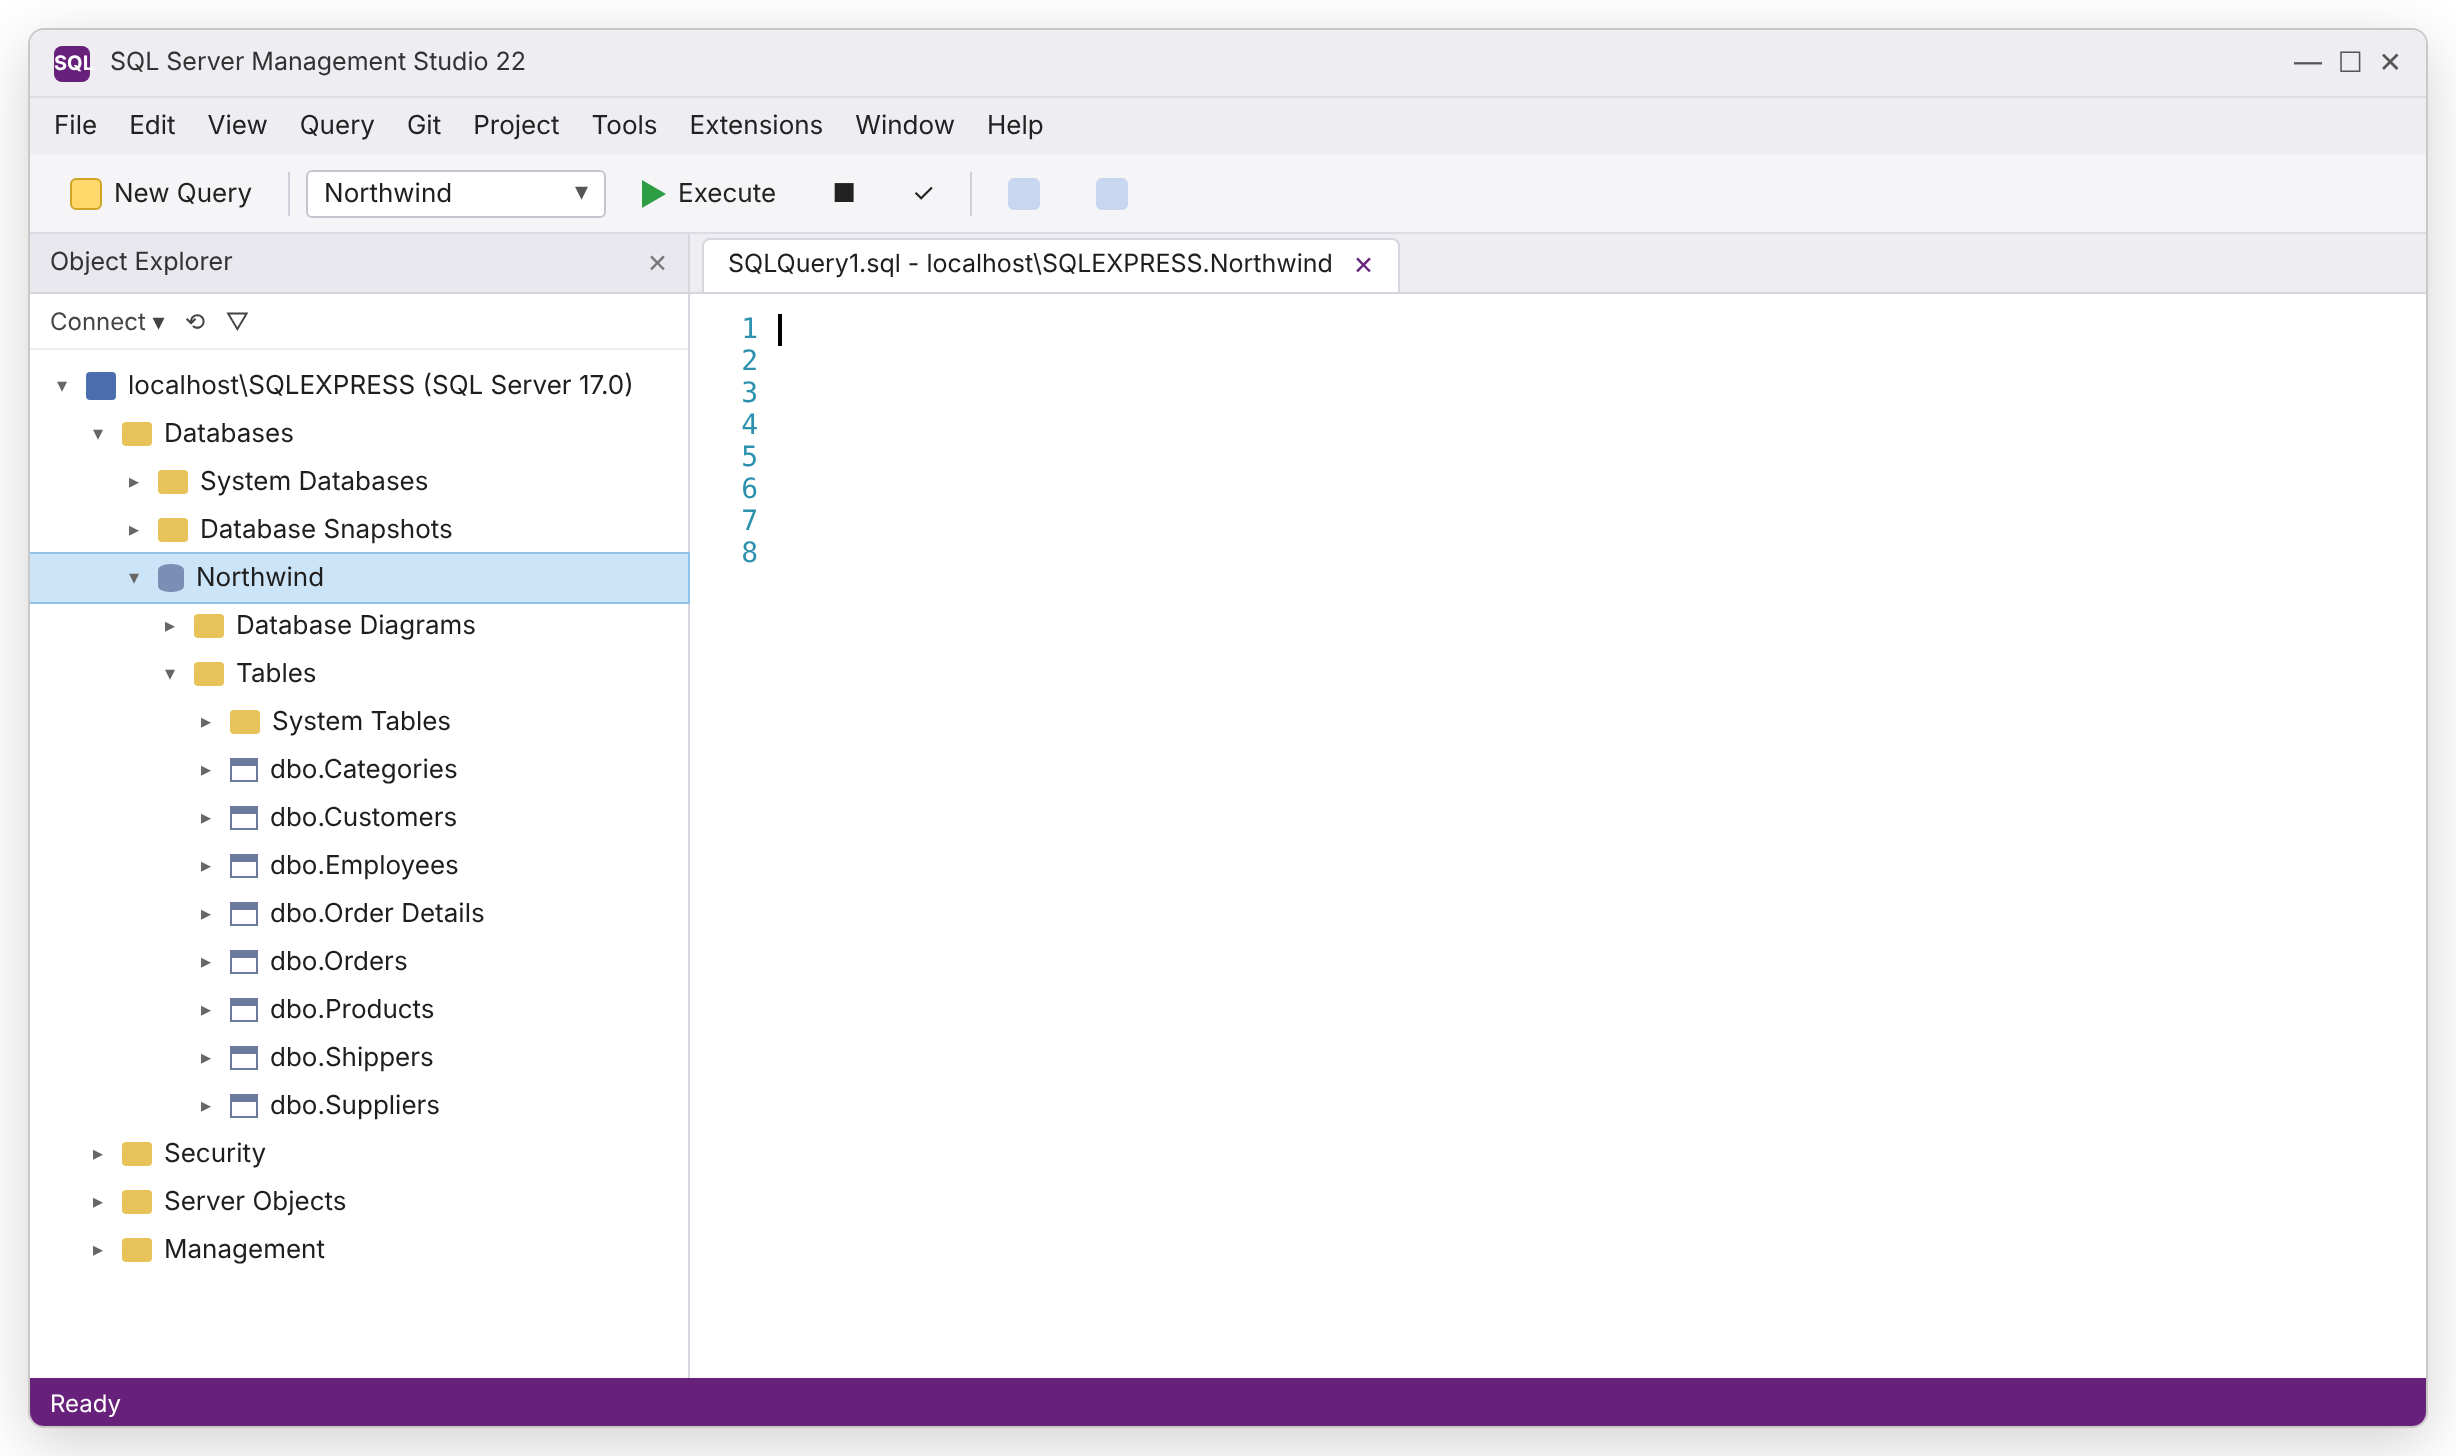 SQL SQL Server Management Studio 22
File Edit View Query Git Project Tools Extensions Window Help
New Query Northwind Execute
Object Explorer
Connect
localhost\SQLEXPRESS (SQL Server 17.0)
Databases
System Databases
Database Snapshots
Northwind
Database Diagrams
Tables
System Tables
dbo.Categories
dbo.Customers
dbo.Employees
dbo.Order Details
dbo.Orders
dbo.Products
dbo.Shippers
dbo.Suppliers
Security
Server Objects
Management
SQLQuery1.sql - localhost\SQLEXPRESS.Northwind
1
2
3
4
5
6
7
8
Ready